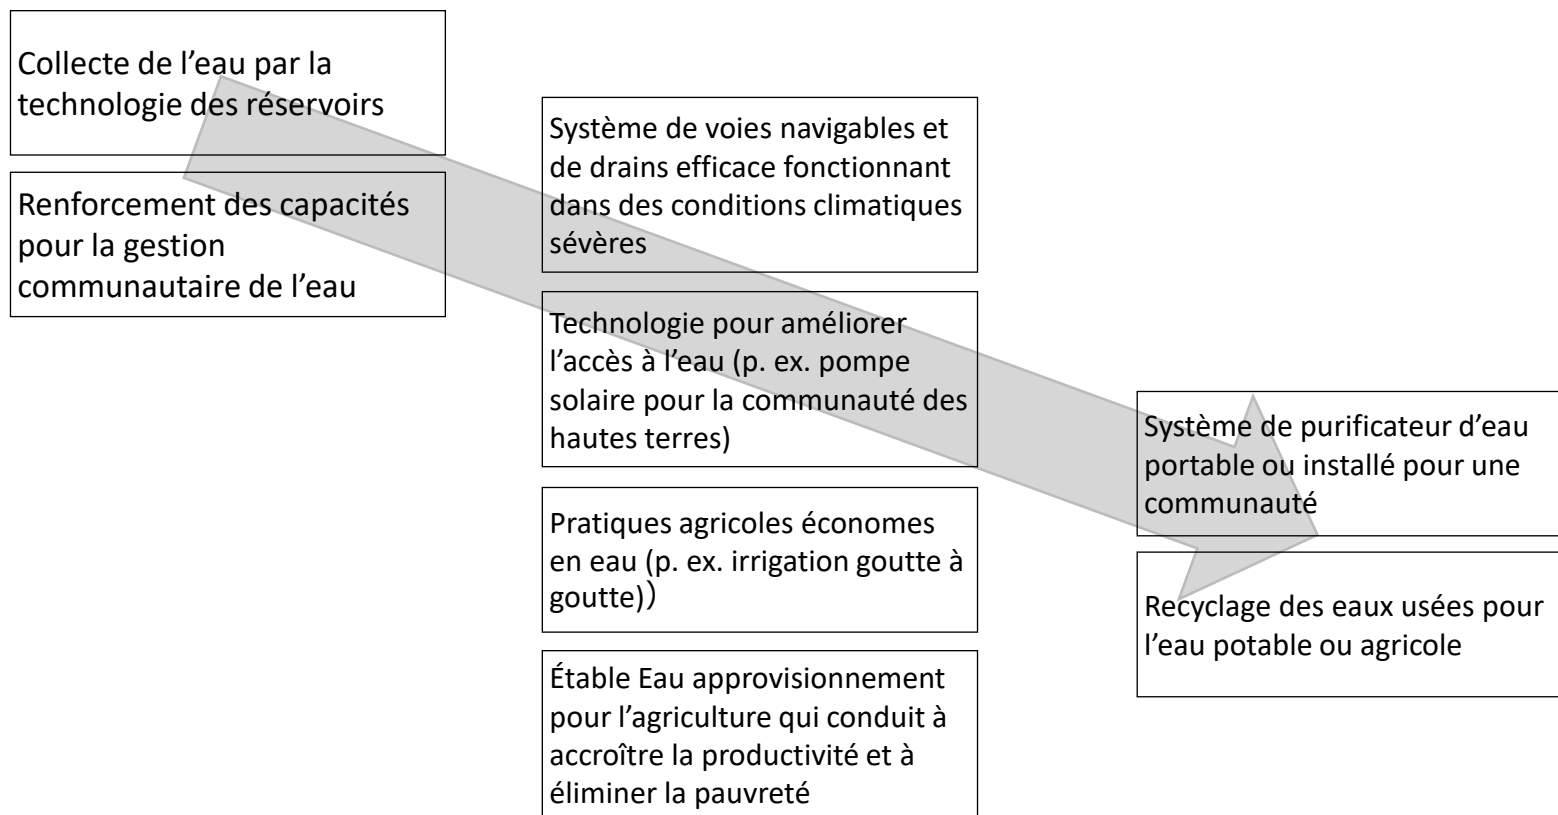 Collecte de l’eau par la
technologie des réservoirs
Renforcement des capacités
pour la gestion
communautaire de l’eau
Système de voies navigables et
de drains efficace fonctionnant
dans des conditions climatiques
sévères
Technologie pour améliorer
l’accès à l’eau (p. ex. pompe
solaire pour la communauté des
hautes terres)
Pratiques agricoles économes
en eau (p. ex. irrigation goutte à
goutte)）
Étable Eau approvisionnement
pour l’agriculture qui conduit à
accroître la productivité et à
éliminer la pauvreté
Système de purificateur d’eau
portable ou installé pour une
communauté
Recyclage des eaux usées pour
l’eau potable ou agricole